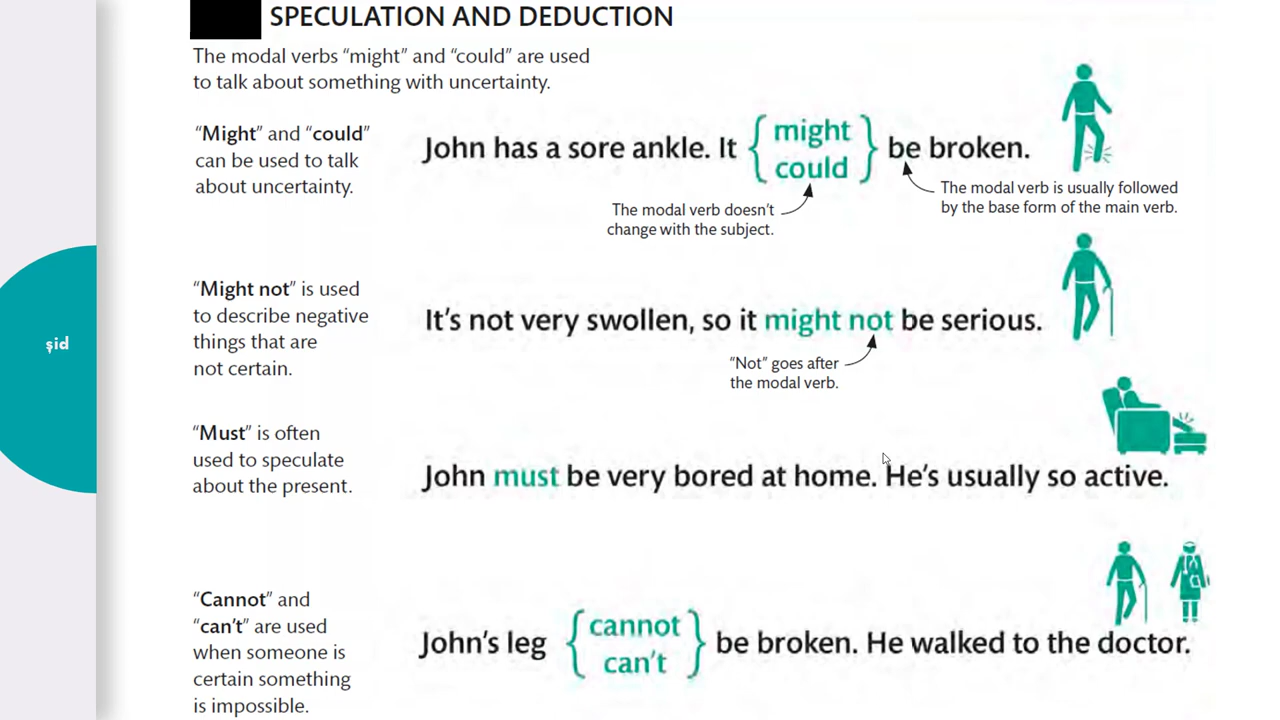 SPECULATION AND DEDUCTION
The modal verbs “might” and “could” are used
to talk about something with uncertainty.
“Might” and “could”
can be used to talk
about uncertainty.
John has a sore ankle. It { might could } be broken.
The modal verb doesn’t
change with the subject.
The modal verb is usually followed
by the base form of the main verb.
“Might not” is used
to describe negative
things that are
not certain.
It’s not very swollen, so it might not be serious.
“Not” goes after
the modal verb.
şid
“Must” is often
used to speculate
about the present.
John must be very bored at home. He’s usually so active.
“Cannot” and
“can’t” are used
when someone is
certain something
is impossible.
John’s leg { cannot can’t } be broken. He walked to the doctor.